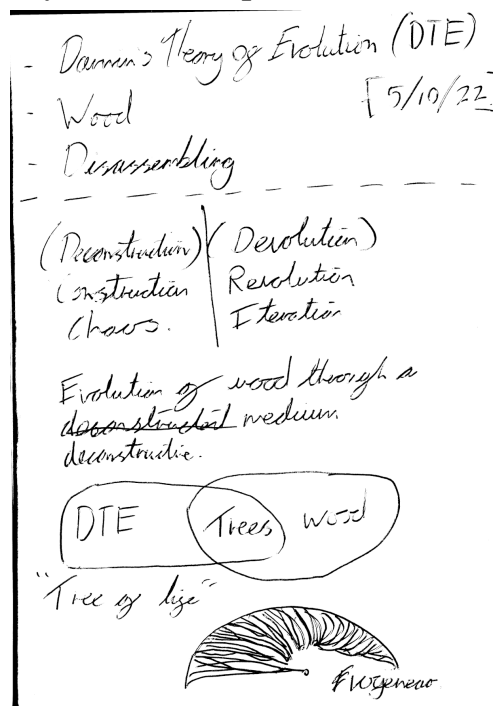 - Darwin's Theory of Evolution (DTE)
[5/10/22]
- Wood
- Disassembling
(Deconstruction) (Devolution)
Construction Revolution
Chaos. Iteration
Evolution of wood through a
deconstructed medium.
deconstructive.
DTE Trees Wood
"Tree of life"